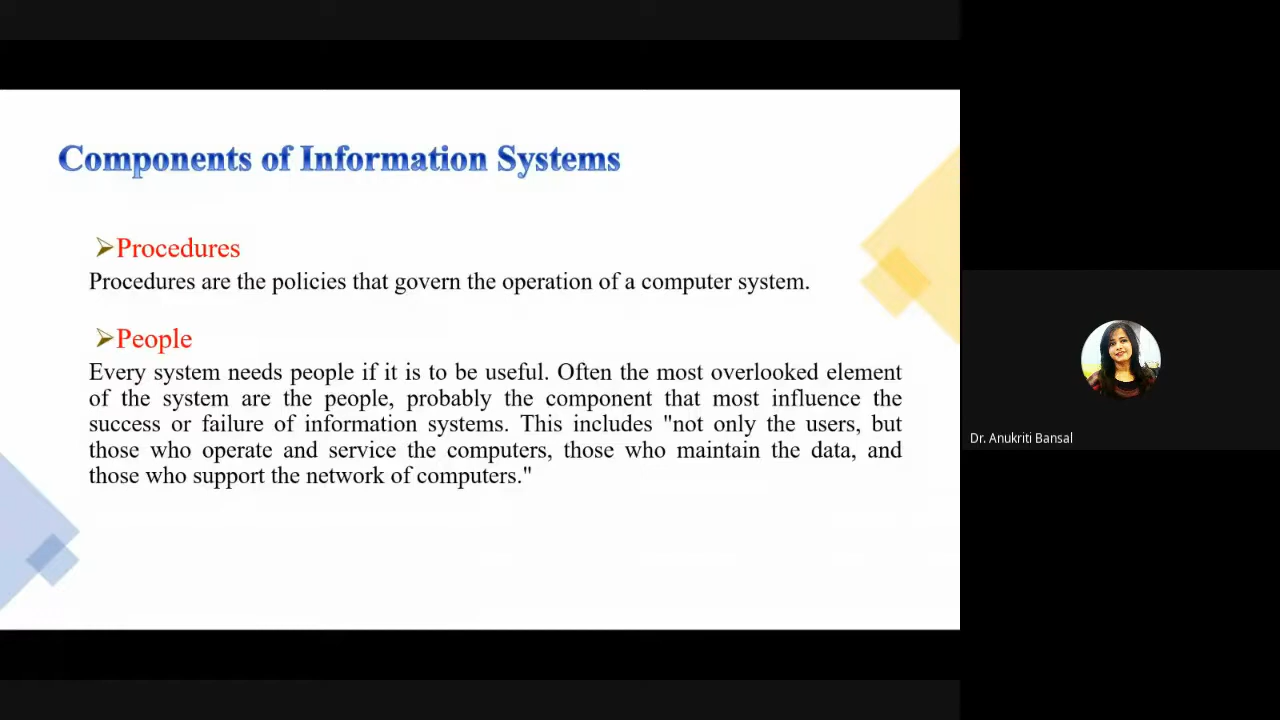 Components of Information Systems
Procedures
Procedures are the policies that govern the operation of a computer system.
People
Every system needs people if it is to be useful. Often the most overlooked element
of the system are the people, probably the component that most influence the
success or failure of information systems. This includes "not only the users, but
those who operate and service the computers, those who maintain the data, and
those who support the network of computers."
Dr. Anukriti Bansal